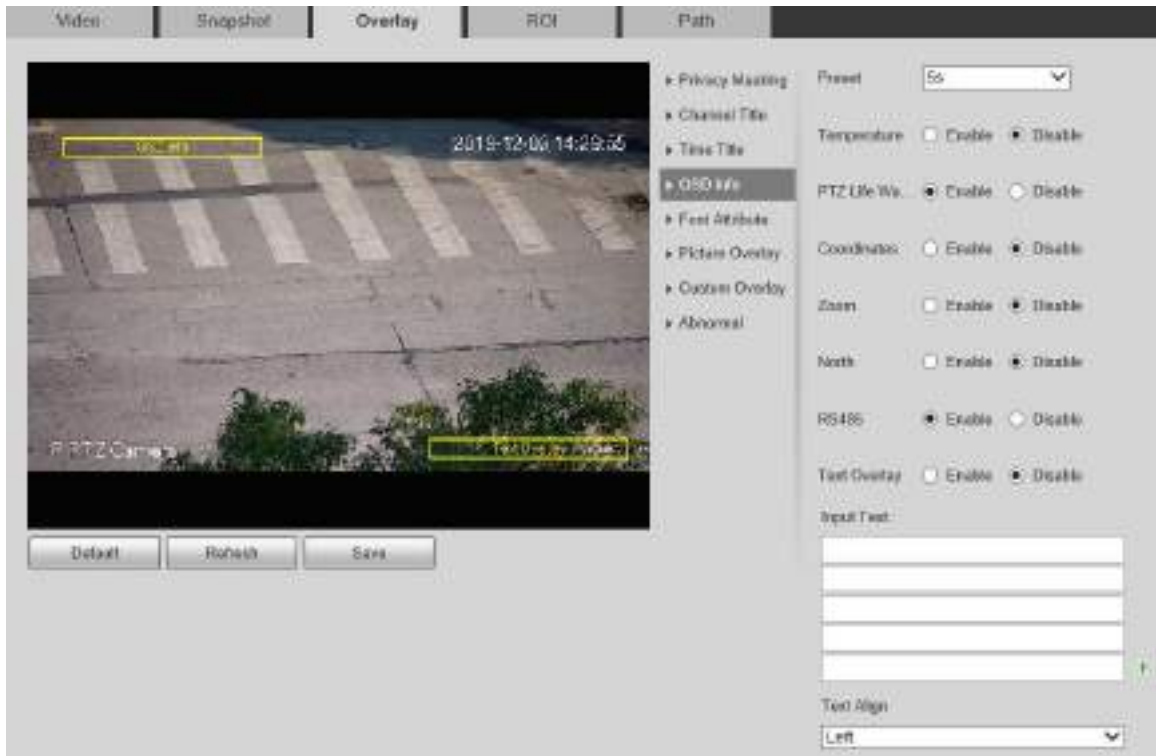 Video Snapshot Overlay ROI Path
Privacy Masking
Channel Title
Time Title
OSD Info
Font Attribute
Picture Overlay
Custom Overlay
Abnormal
14:29:55
PTZ Camera
Default Refresh Save
Preset 5s
Temperature Enable Disable
PTZ Life Wa... Enable Disable
Coordinates Enable Disable
Zoom Enable Disable
North Enable Disable
RS485 Enable Disable
Text Overlay Enable Disable
Input Text
Text Align
Left